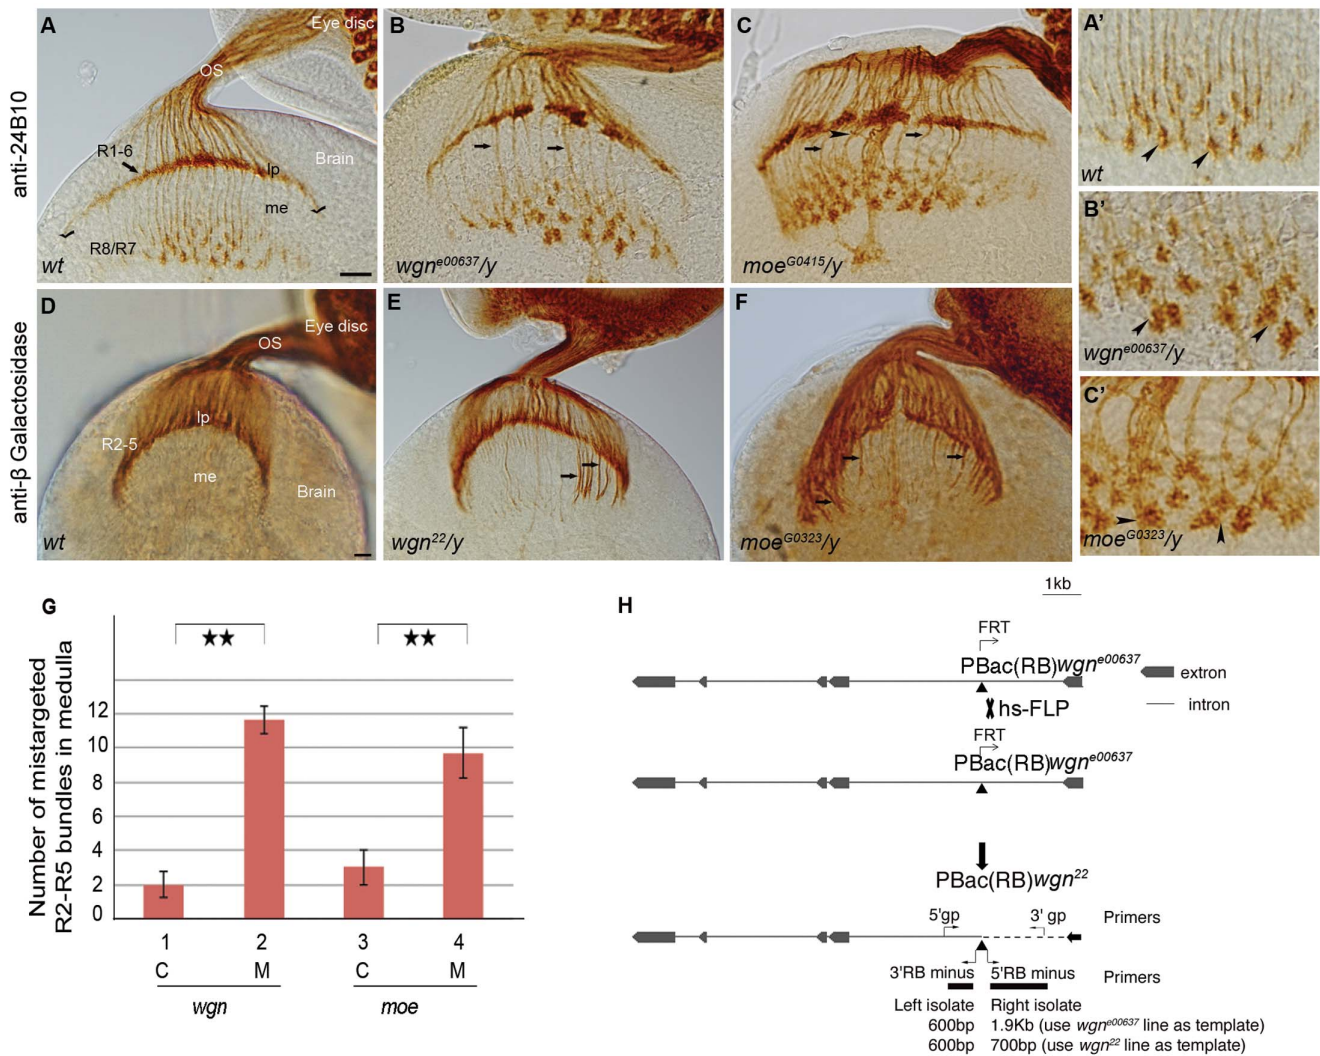 anti-24B10
A
Eye disc
OS
R1-6
Brain
lp
me
R8/R7
wt
B
wgn^e00637/y
C
moe^G0415/y
A'
wt
B'
wgn^e00637/y
C'
moe^G0323/y
anti-β Galactosidase
D
Eye disc
OS
lp
R2-5
me
Brain
wt
E
wgn^22/y
F
moe^G0323/y
G
Number of mistargeted
R2-R5 bundles in medulla
12
10
8
6
4
2
0
1 2 3 4
C M C M
wgn moe
H
1kb
FRT
PBac(RB)wgn^e00637
extron
hs-FLP
intron
FRT
PBac(RB)wgn^e00637
PBac(RB)wgn^22
5'gp 3' gp Primers
3'RB minus 5'RB minus Primers
Left isolate Right isolate
600bp 1.9Kb (use wgn^e00637 line as template)
600bp 700bp (use wgn^22 line as template)